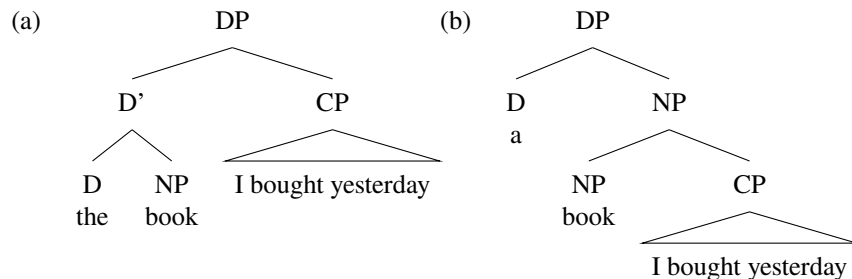 (a) DP (b) DP
D’ CP D NP
a
D NP I bought yesterday NP CP
the book book
I bought yesterday